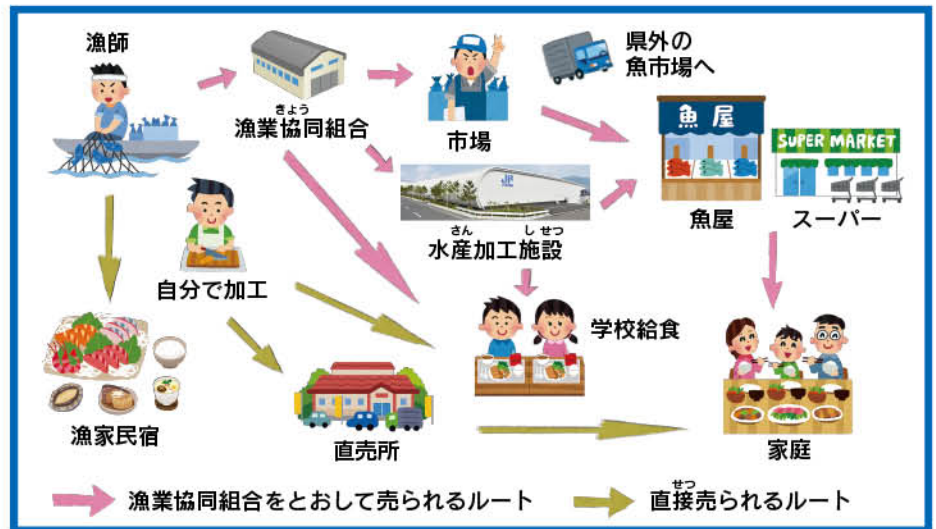 漁師
きょう
漁業協同組合
市場
県外の
魚市場へ
魚屋
SUPER MARKET
魚屋
スーパー
さん しせつ
水産加工施設
自分で加工
学校給食
漁家民宿
直売所
家庭
漁業協同組合をとおして売られるルート
せつ
直接売られるルート